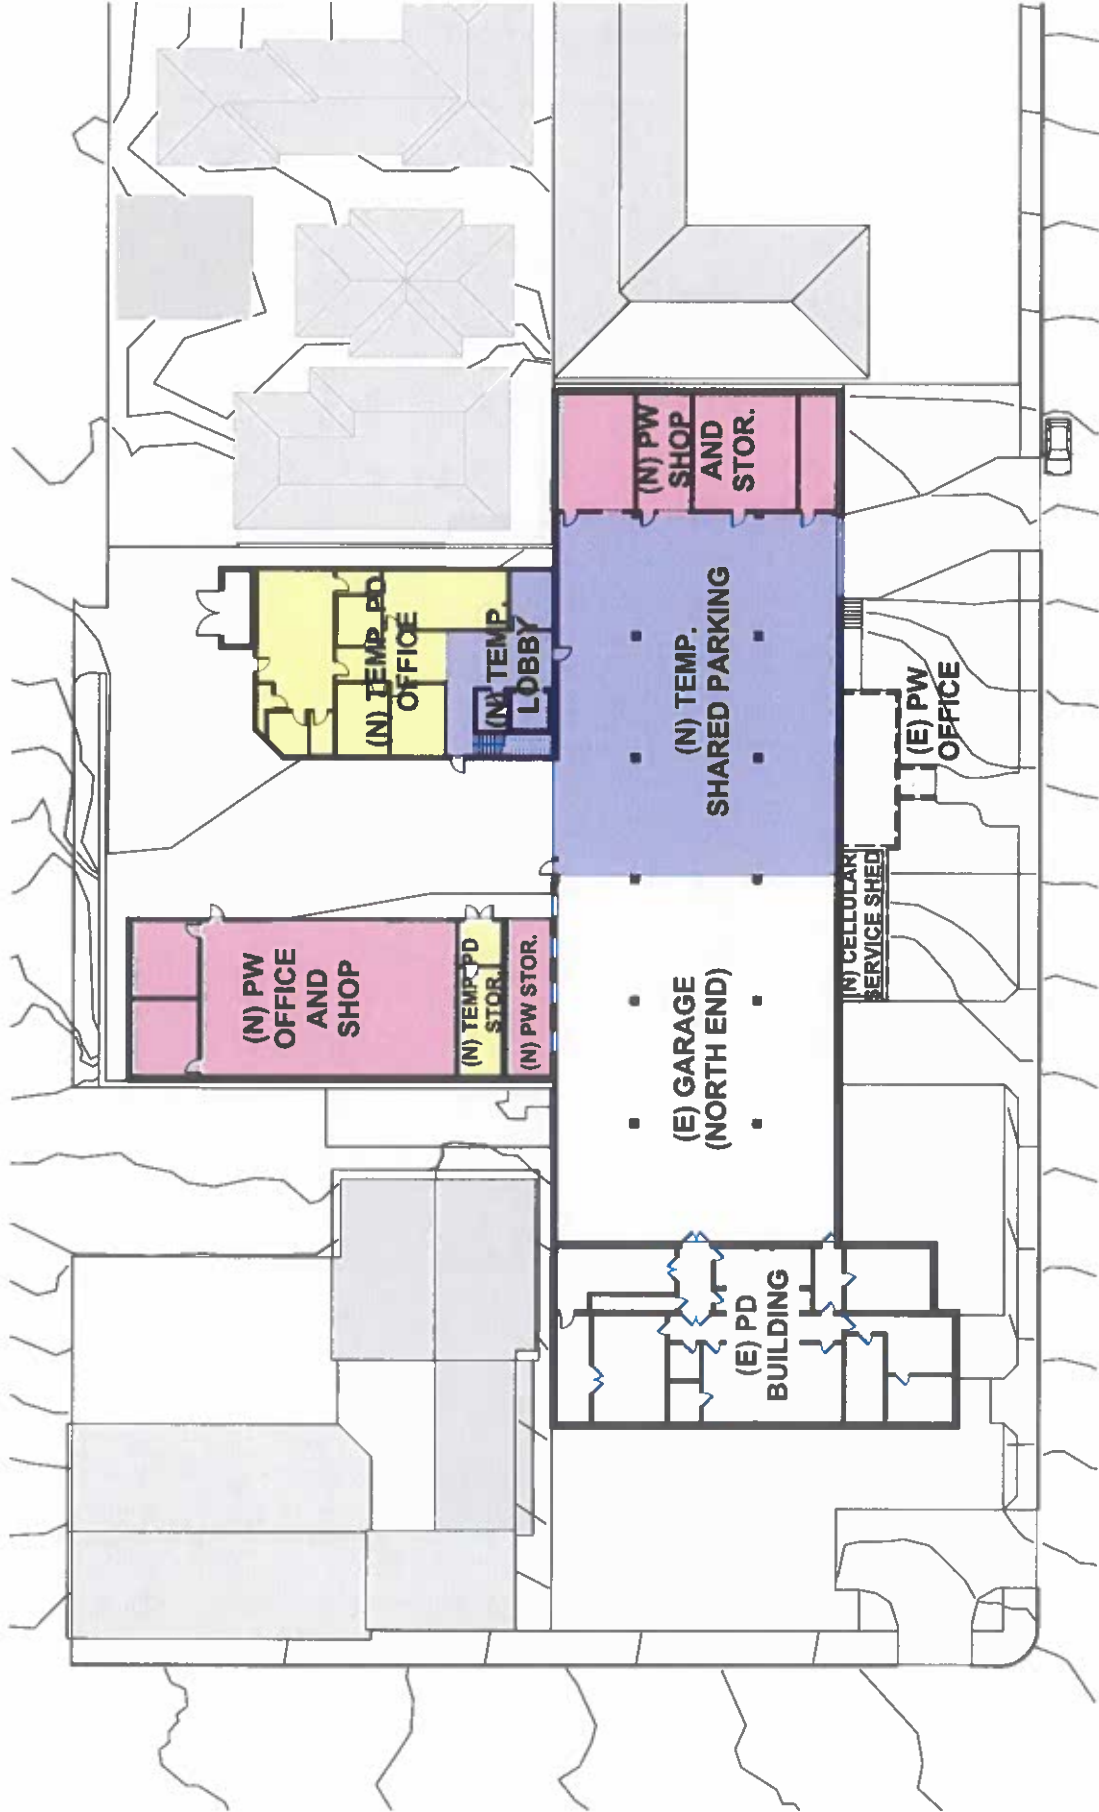 (N) PW
SHOP
AND
STOR.
(N) TEMP. PD
OFFICE
(N) TEMP.
LOBBY
(N) TEMP.
SHARED PARKING
(E) PW
OFFICE
(N) CELLULAR
SERVICE SHED
(N) PW
OFFICE
AND
SHOP
(N) TEMP. PD
STOR.
(N) PW STOR.
(E) GARAGE
(NORTH END)
(E) PD
BUILDING